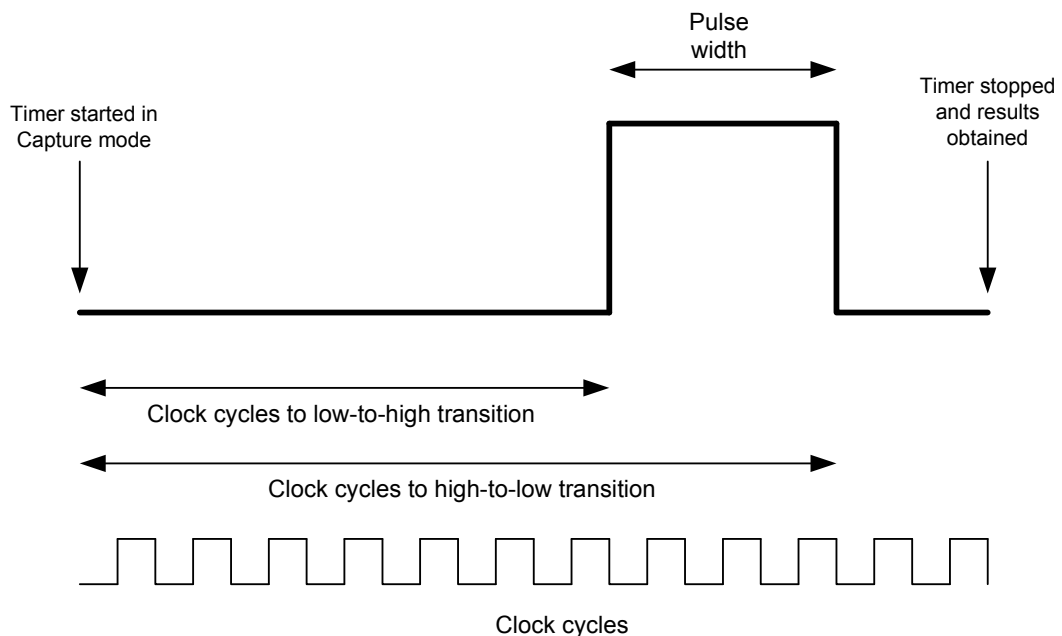 Pulse
width
Timer started in
Capture mode
Timer stopped
and results
obtained
Clock cycles to low-to-high transition
Clock cycles to high-to-low transition
Clock cycles